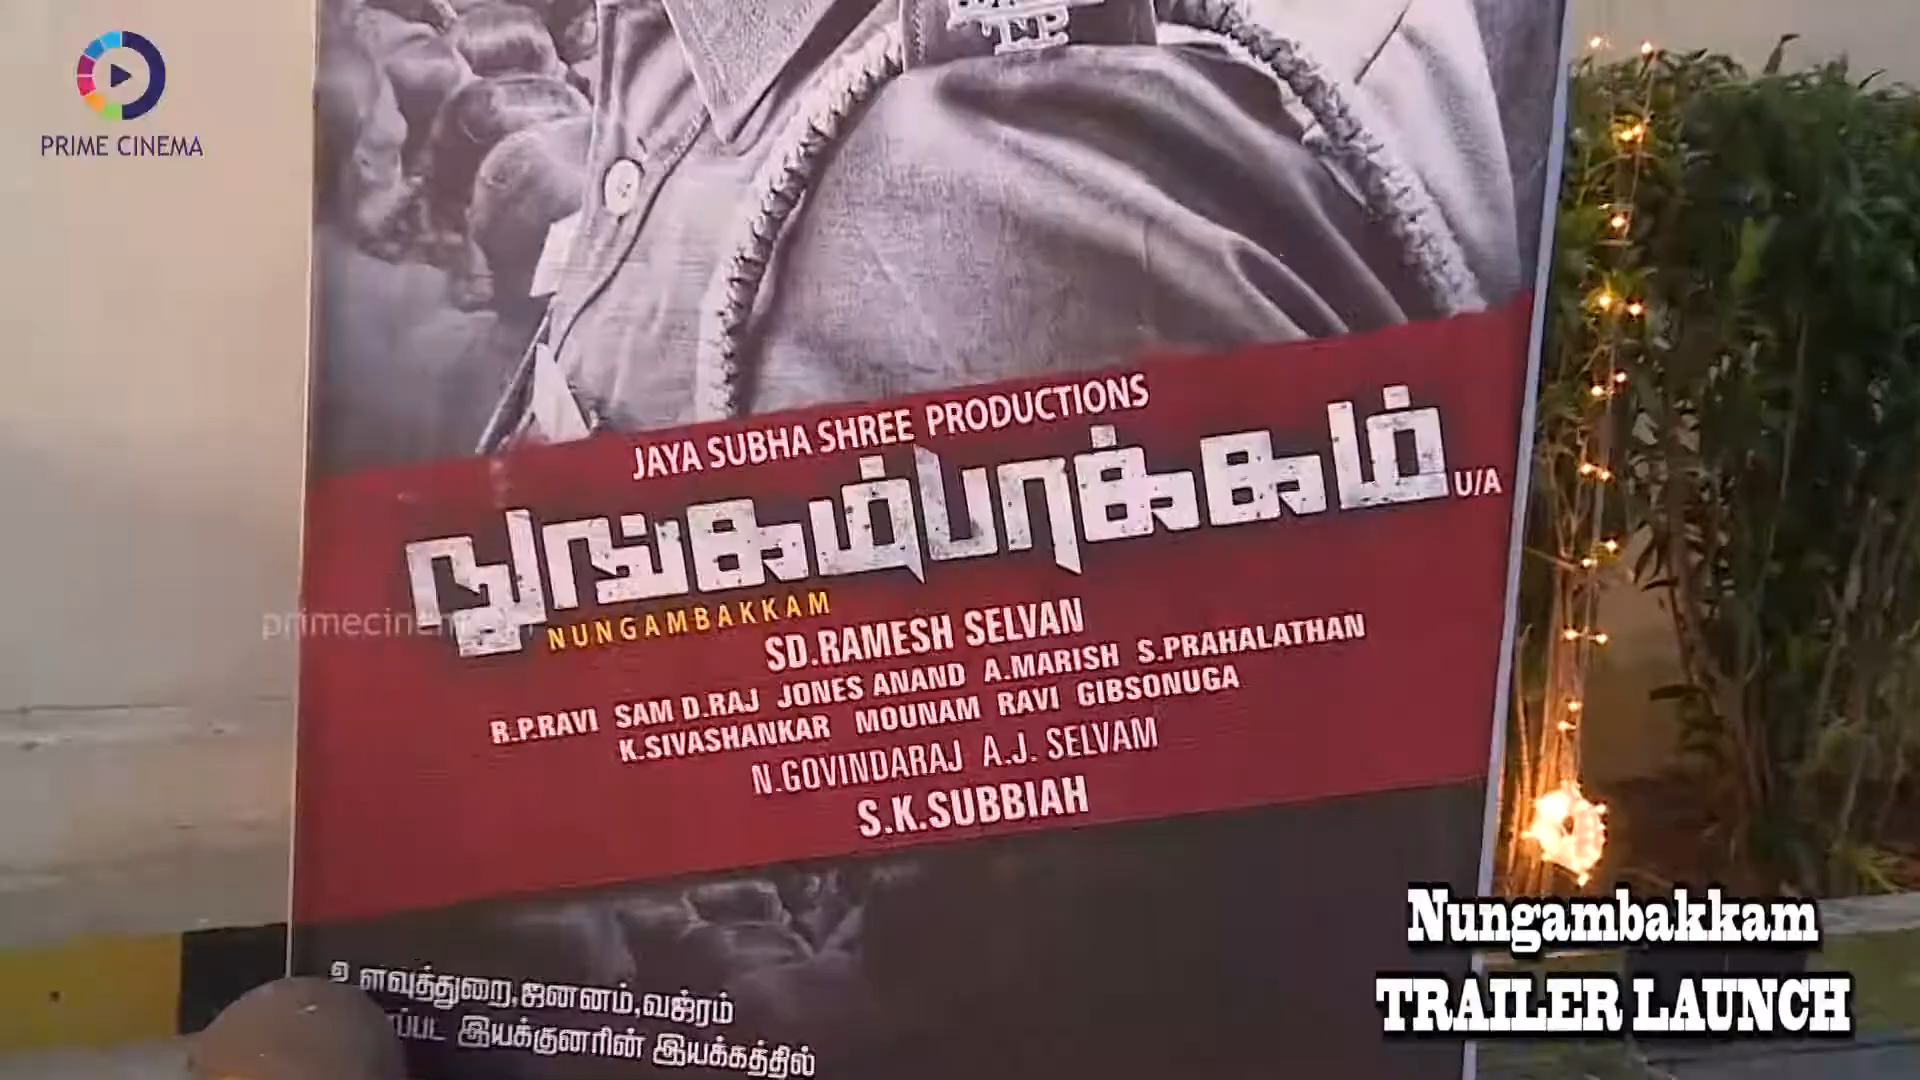 PRIME CINEMA
T.P.
JAYA SUBHA SHREE PRODUCTIONS
நுங்கம்பாக்கம் U/A
NUNGAMBAKKAM
SD.RAMESH SELVAN
R.P.RAVI SAM D.RAJ JONES ANAND A.MARISH S.PRAHALATHAN
K.SIVASHANKAR MOUNAM RAVI GIBSONUGA
N.GOVINDARAJ A.J. SELVAM
S.K.SUBBIAH
உளவுத்துறை,ஜனனம்,வஜ்ரம்
இயக்குனரின் இயக்கத்தில்
Nungambakkam
TRAILER LAUNCH